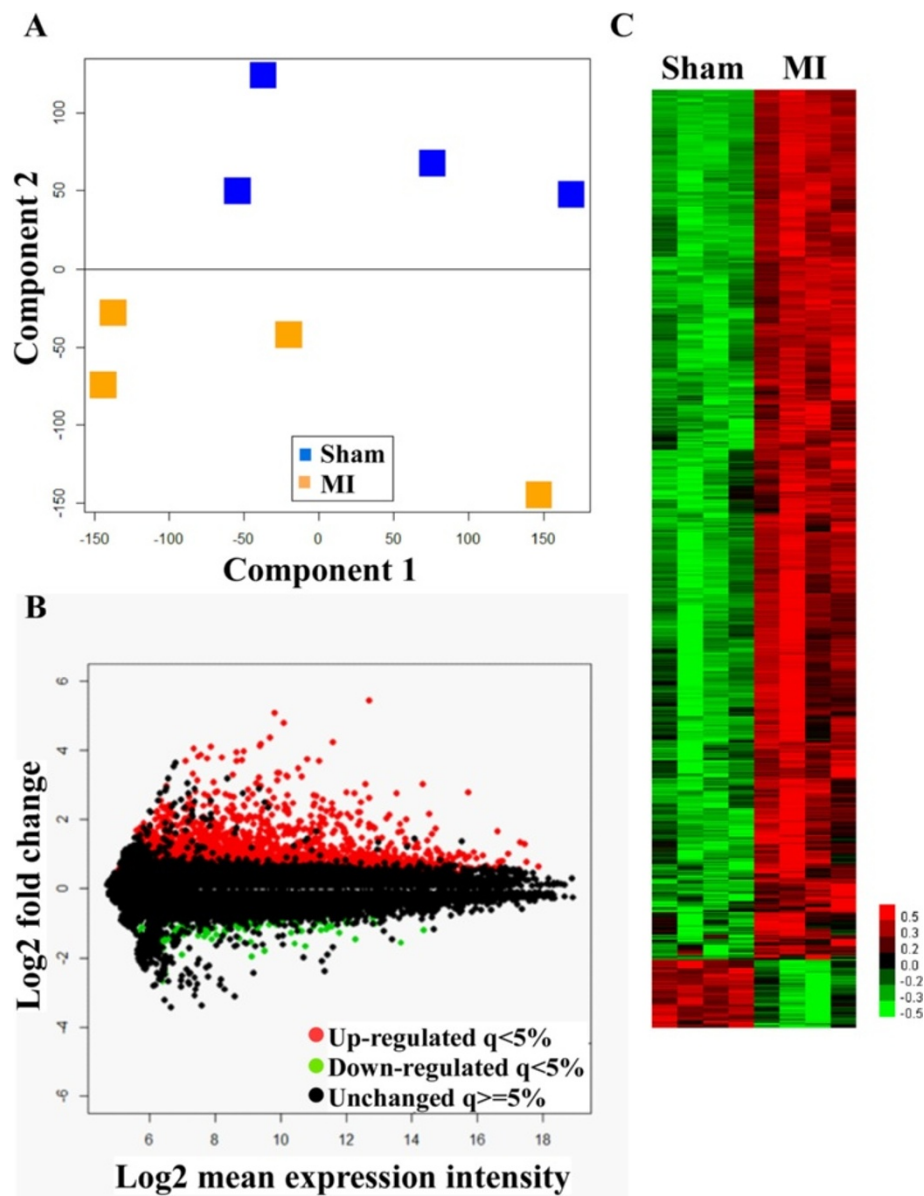 A
Component 2
100
50
0
-50
-100
-150
Sham
MI
-150
-100
-50
0
50
100
150
Component 1
B
Log2 fold change
6
4
2
0
-2
-4
-6
Up-regulated q<5%
Down-regulated q<5%
Unchanged q>=5%
6
8
10
12
14
16
18
Log2 mean expression intensity
C
Sham MI
0.5
0.3
0.0
-0.2
-0.3
-0.5